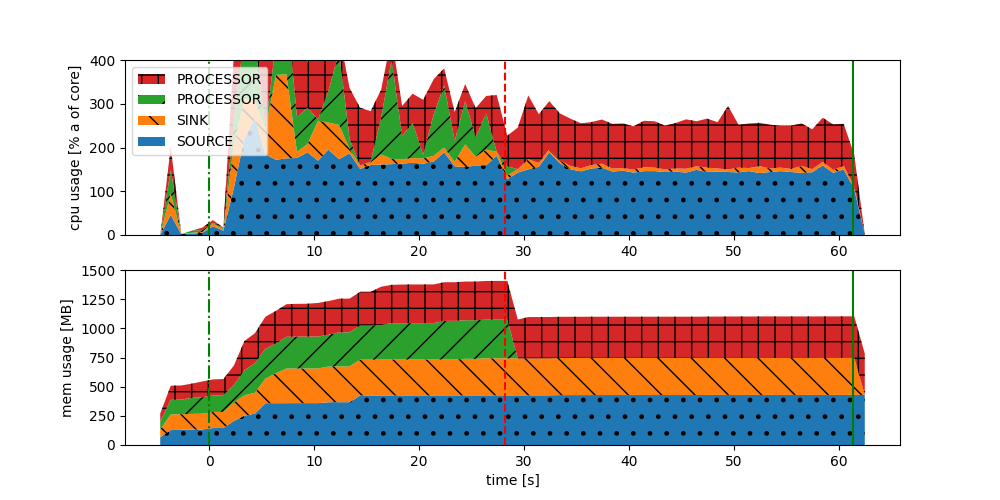 400
300
200
100
0
cpu usage [% a of core]
PROCESSOR
PROCESSOR
SINK
SOURCE
0 10 20 30 40 50 60
1500
1250
1000
750
500
250
0
mem usage [MB]
0 10 20 30 40 50 60
time [s]